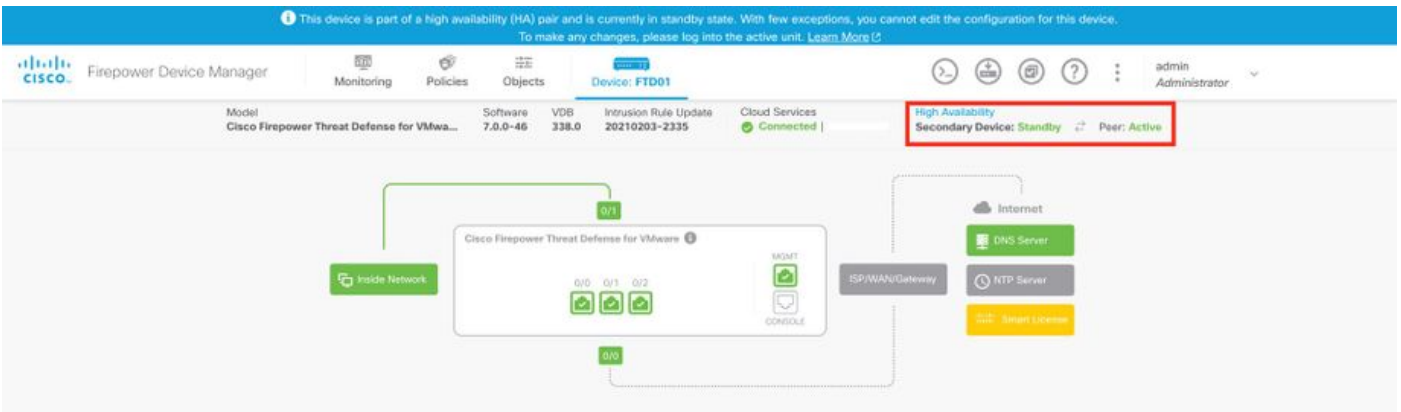 This device is part of a high availability (HA) pair and is currently in standby state. With few exceptions, you cannot edit the configuration for this device.
To make any changes, please log into the active unit. Learn More
CISCO. Firepower Device Manager
Monitoring Policies Objects Device: FTD01
admin
Administrator
Model
Cisco Firepower Threat Defense for VMwa...
Software
7.0.0-46
VDB
338.0
Intrusion Rule Update
20210203-2335
Cloud Services
Connected |
High Availability
Secondary Device: Standby Peer: Active
0/1
Internet
Cisco Firepower Threat Defense for VMware
DNS Server
MGMT
Inside Network
0/0 0/1 0/2
ISP/WAN/Gateway
NTP Server
CONSOLE
Smart License
0/0